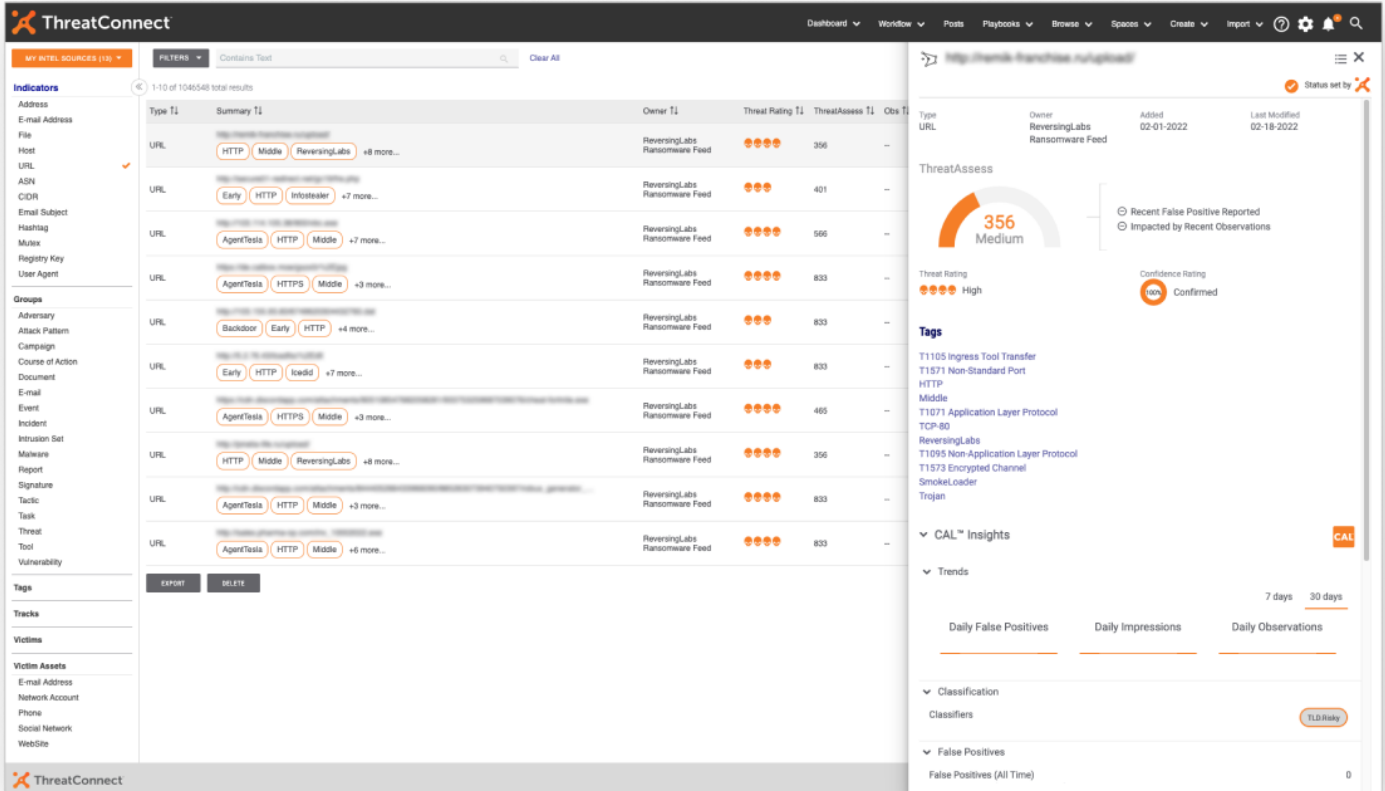 ThreatConnect
Dashboard Workflow Posts Playbooks Browse Spaces Create Import
MY INTEL SOURCES (13)
Indicators
Address
E-mail Address
File
Host
URL
ASN
CIDR
Email Subject
Hashtag
Mutex
Registry Key
User Agent
Groups
Adversary
Attack Pattern
Campaign
Course of Action
Document
E-mail
Event
Incident
Intrusion Set
Malware
Report
Signature
Tactic
Task
Threat
Tool
Vulnerability
Tags
Tracks
Victims
Victim Assets
E-mail Address
Network Account
Phone
Social Network
WebSite
FILTERS Contains Text Clear All
1-10 of 1046548 total results
Type Summary Owner Threat Rating ThreatAssess Obs
URL HTTP Middle ReversingLabs +8 more... ReversingLabs Ransomware Feed 356 --
URL Early HTTP Infostealer +7 more... ReversingLabs Ransomware Feed 401 --
URL AgentTesla HTTP Middle +7 more... ReversingLabs Ransomware Feed 566 --
URL AgentTesla HTTPS Middle +3 more... ReversingLabs Ransomware Feed 833 --
URL Backdoor Early HTTP +4 more... ReversingLabs Ransomware Feed 833 --
URL Early HTTP IcedId +7 more... ReversingLabs Ransomware Feed 833 --
URL AgentTesla HTTPS Middle +3 more... ReversingLabs Ransomware Feed 465 --
URL HTTP Middle ReversingLabs +8 more... ReversingLabs Ransomware Feed 356 --
URL AgentTesla HTTP Middle +3 more... ReversingLabs Ransomware Feed 833 --
URL AgentTesla HTTP Middle +6 more... ReversingLabs Ransomware Feed 833 --
EXPORT DELETE
Status set by
Type Owner Added Last Modified
URL ReversingLabs 02-01-2022 02-18-2022
Ransomware Feed
ThreatAssess
356
Medium
Recent False Positive Reported
Impacted by Recent Observations
Threat Rating Confidence Rating
High 100% Confirmed
Tags
T1105 Ingress Tool Transfer
T1571 Non-Standard Port
HTTP
Middle
T1071 Application Layer Protocol
TCP-80
ReversingLabs
T1095 Non-Application Layer Protocol
T1573 Encrypted Channel
SmokeLoader
Trojan
CAL™ Insights CAL
Trends
7 days 30 days
Daily False Positives Daily Impressions Daily Observations
Classification
Classifiers TLD.Risky
False Positives
False Positives (All Time) 0
ThreatConnect